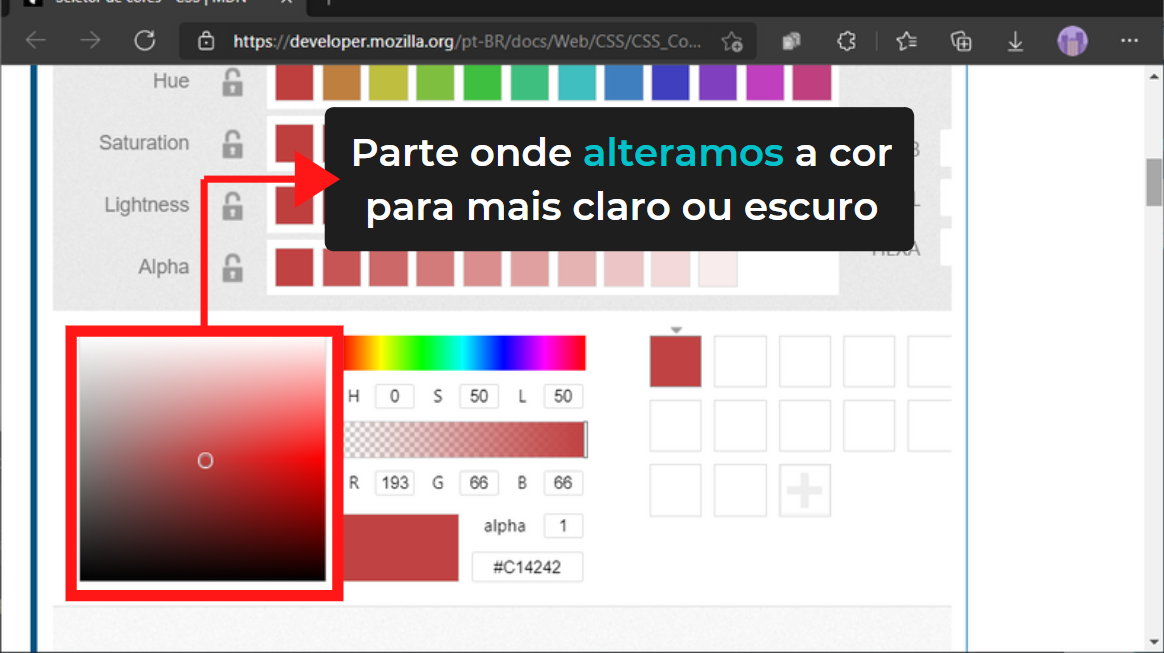 https://developer.mozilla.org/pt-BR/docs/Web/CSS/CSS_Co...
Hue
Saturation
Lightness
Alpha
Parte onde alteramos a cor
para mais claro ou escuro
HEXA
H 0 S 50 L 50
R 193 G 66 B 66
alpha 1
#C14242